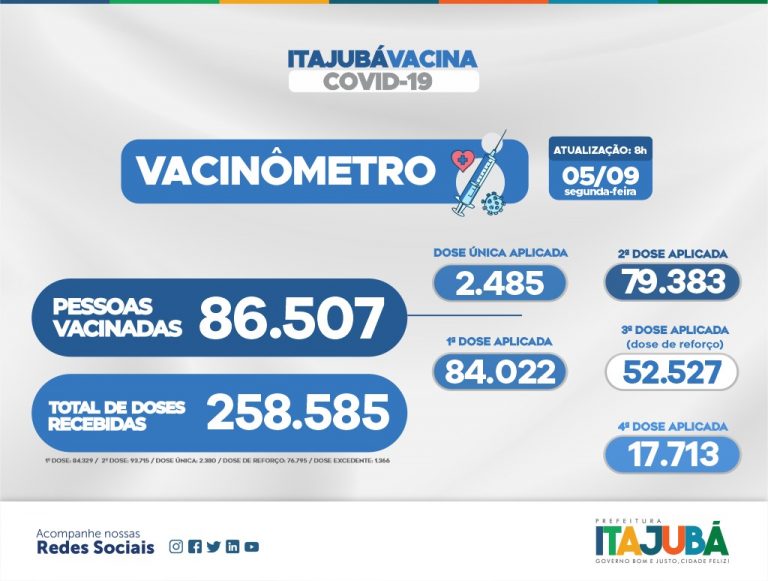 ITAJUBÁVACINA
COVID-19
VACINÔMETRO
ATUALIZAÇÃO: 8h
05/09
segunda-feira
PESSOAS
VACINADAS 86.507
DOSE ÚNICA APLICADA
2.485
2ª DOSE APLICADA
79.383
1ª DOSE APLICADA
84.022
3ª DOSE APLICADA
(dose de reforço)
52.527
TOTAL DE DOSES
RECEBIDAS 258.585
4ª DOSE APLICADA
17.713
1ª DOSE: 84.329 / 2ª DOSE: 93.715 / DOSE ÚNICA: 2.380 / DOSE DE REFORÇO: 76.795 / DOSE EXCEDENTE: 1.366
Acompanhe nossas
Redes Sociais
PREFEITURA
ITAJUBÁ
GOVERNO BOM E JUSTO, CIDADE FELIZ!